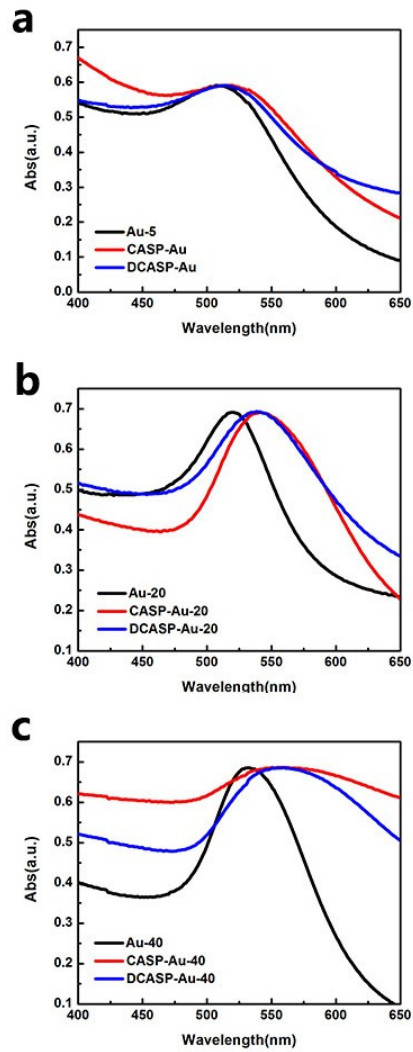 a
0.7
0.6
0.5
0.4
0.3
0.2
0.1
0.0
Abs(a.u.)
Au-5
CASP-Au
DCASP-Au
400 450 500 550 600 650
Wavelength(nm)
b
0.7
0.6
0.5
0.4
0.3
0.2
0.1
Abs(a.u.)
Au-20
CASP-Au-20
DCASP-Au-20
400 450 500 550 600 650
Wavelength(nm)
c
0.7
0.6
0.5
0.4
0.3
0.2
0.1
Abs(a.u.)
Au-40
CASP-Au-40
DCASP-Au-40
400 450 500 550 600 650
Wavelength(nm)